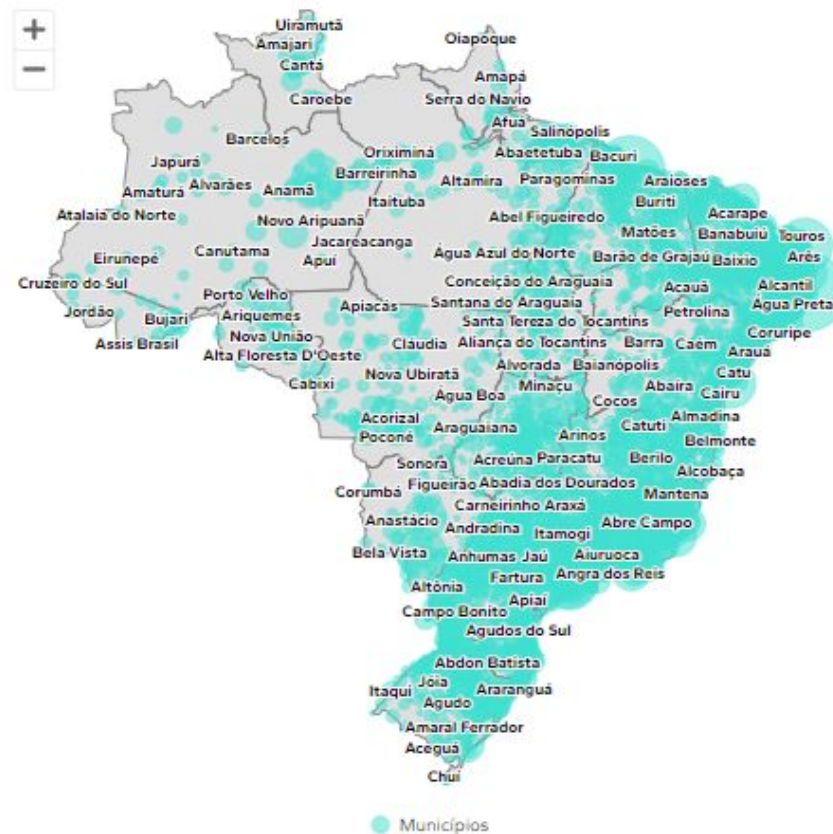 +
−
Uiramutã
Amajari
Cantá
Caroebe
Oiapoque
Amapá
Serra do Navio
Afuá
Salinópolis
Barcelos
Oriximiná
Abaetetuba
Bacuri
Japurá
Barreirinha
Altamira
Paragominas
Araioses
Amaturá
Alvarães
Anamã
Itaituba
Buriti
Acarape
Atalaia do Norte
Novo Aripuanã
Abel Figueiredo
Matões
Banabuiú
Touros
Jacareacanga
Eirunepé
Canutama
Apuí
Água Azul do Norte
Barão de Grajaú
Baixio
Arês
Cruzeiro do Sul
Conceição do Araguaia
Acauã
Alcantil
Porto Velho
Apiacás
Santana do Araguaia
Petrolina
Água Preta
Jordão
Bujari
Ariquemes
Santa Tereza do Tocantins
Coruripe
Assis Brasil
Nova União
Cláudia
Aliança do Tocantins
Barra
Caém
Arauá
Alta Floresta D'Oeste
Alvorada
Baianópolis
Catu
Cabixi
Nova Ubiratã
Minaçu
Abaíra
Cairu
Água Boa
Cocos
Acorizal
Araguaiana
Arinos
Catuti
Almadina
Poconé
Belmonte
Sonora
Acreúna
Paracatu
Berilo
Alcobaça
Corumbá
Figueirão
Abadia dos Dourados
Mantena
Carneirinho
Araxá
Anastácio
Andradina
Itamogi
Abre Campo
Bela Vista
Anhumas
Jaú
Aiuruoca
Altônia
Fartura
Angra dos Reis
Campo Bonito
Apiaí
Agudos do Sul
Abdon Batista
Itaqui
Jóia
Araranguá
Agudo
Amaral Ferrador
Aceguá
Chuí
Municípios